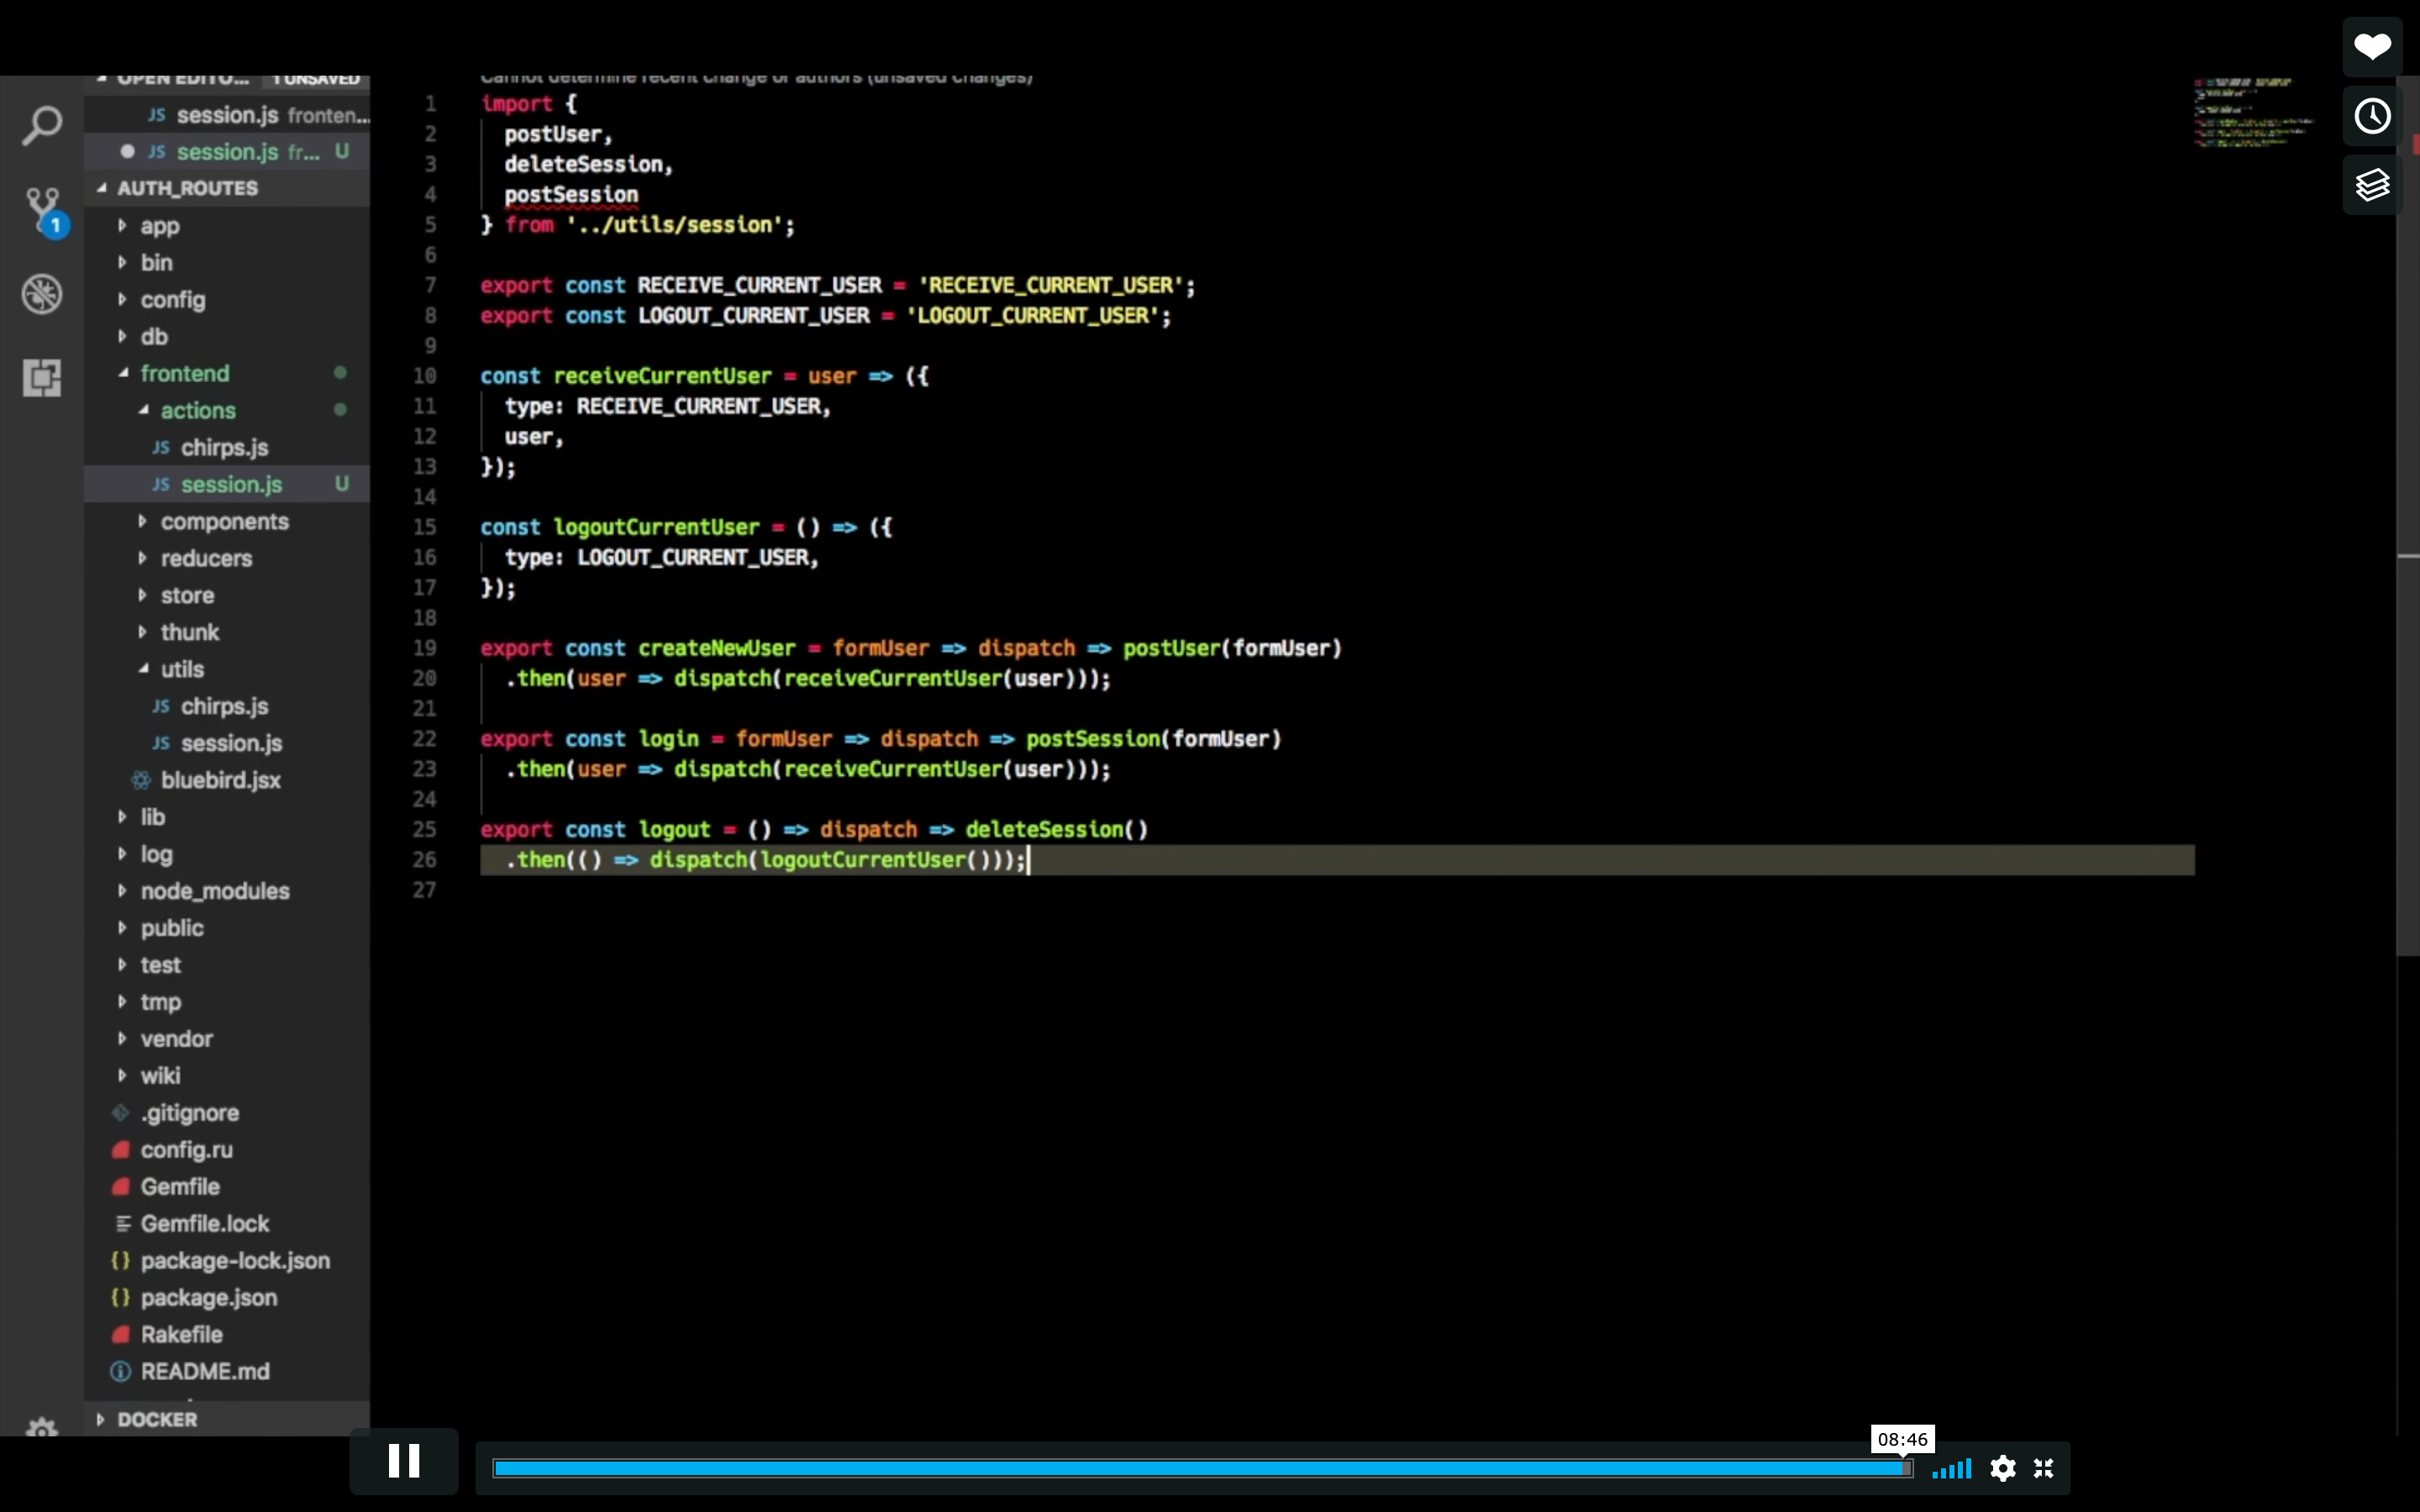 OPEN EDITO... 1 UNSAVED
JS session.js fronten...
JS session.js fr... U
AUTH_ROUTES
app
bin
config
db
frontend
actions
JS chirps.js
JS session.js U
components
reducers
store
thunk
utils
JS chirps.js
JS session.js
bluebird.jsx
lib
log
node_modules
public
test
tmp
vendor
wiki
.gitignore
config.ru
Gemfile
Gemfile.lock
{} package-lock.json
{} package.json
Rakefile
README.md
DOCKER
1
Cannot determine recent change or authors (unsaved changes)
1 import {
2   postUser,
3   deleteSession,
4   postSession
5 } from '../utils/session';
6
7 export const RECEIVE_CURRENT_USER = 'RECEIVE_CURRENT_USER';
8 export const LOGOUT_CURRENT_USER = 'LOGOUT_CURRENT_USER';
9
10 const receiveCurrentUser = user => ({
11   type: RECEIVE_CURRENT_USER,
12   user,
13 });
14
15 const logoutCurrentUser = () => ({
16   type: LOGOUT_CURRENT_USER,
17 });
18
19 export const createNewUser = formUser => dispatch => postUser(formUser)
20   .then(user => dispatch(receiveCurrentUser(user)));
21
22 export const login = formUser => dispatch => postSession(formUser)
23   .then(user => dispatch(receiveCurrentUser(user)));
24
25 export const logout = () => dispatch => deleteSession()
26   .then(() => dispatch(logoutCurrentUser()));
27
08:46